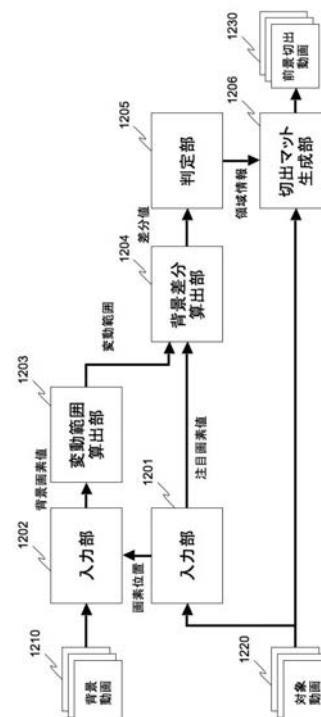 1210
背景
動画
1202
入力部
背景画素値
1203
変動範囲
算出部
変動範囲
画素位置
1201
入力部
注目画素値
1204
背景差分
算出部
差分値
1205
判定部
領域情報
1206
切出マット
生成部
1230
前景切出
動画
1220
対象
動画